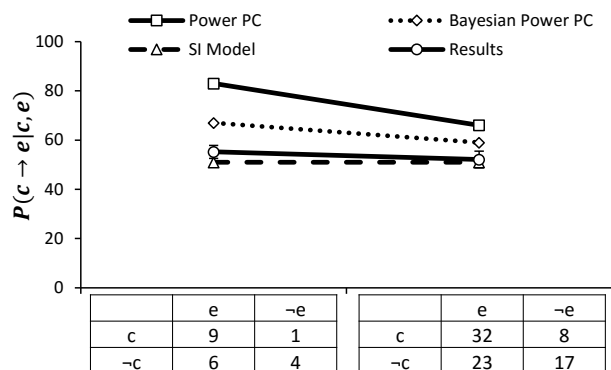 Power PC
Bayesian Power PC
SI Model
Results
100
80
60
40
20
0
P(c → e|c, e)
e ¬e
c 9 1
¬c 6 4
e ¬e
c 32 8
¬c 23 17